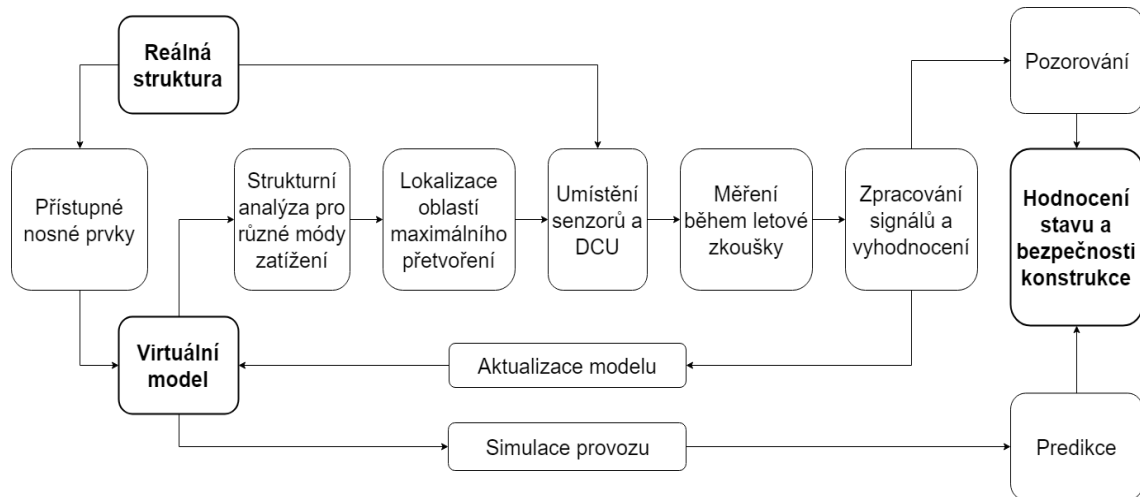 Reálná
struktura
Pozorování
Přístupné
nosné prvky
Strukturní
analýza pro
různé módy
zatížení
Lokalizace
oblastí
maximálního
přetvoření
Umístění
senzorů a
DCU
Měření
během letové
zkoušky
Zpracování
signálů a
vyhodnocení
Hodnocení
stavu a
bezpečnosti
konstrukce
Virtuální
model
Aktualizace modelu
Simulace provozu
Predikce